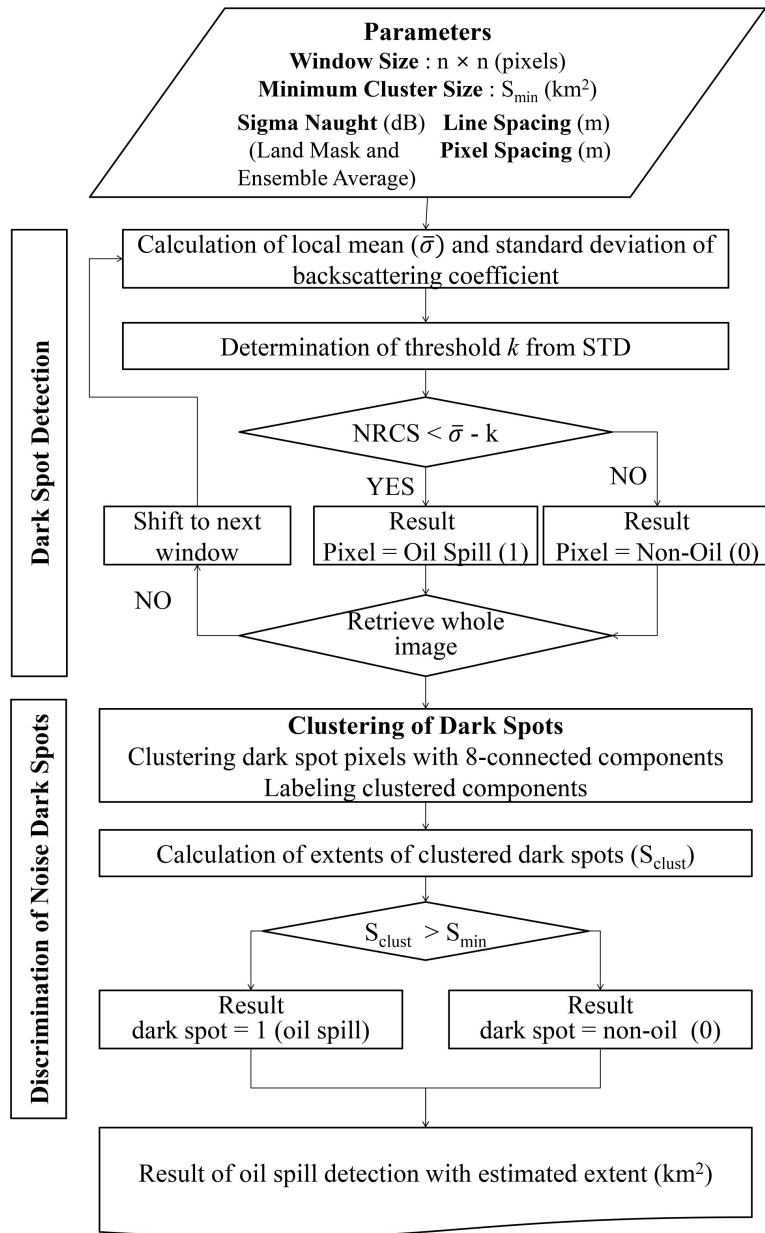 Parameters
Window Size : n × n (pixels)
Minimum Cluster Size : Smin (km²)
Sigma Naught (dB) Line Spacing (m)
(Land Mask and Pixel Spacing (m)
Ensemble Average)
Dark Spot Detection
Calculation of local mean (σ̄) and standard deviation of
backscattering coefficient
Determination of threshold k from STD
NRCS < σ̄ - k
YES
NO
Shift to next
window
Result
Pixel = Oil Spill (1)
Result
Pixel = Non-Oil (0)
NO
Retrieve whole
image
Discrimination of Noise Dark Spots
Clustering of Dark Spots
Clustering dark spot pixels with 8-connected components
Labeling clustered components
Calculation of extents of clustered dark spots (Sclust)
Sclust > Smin
Result
dark spot = 1 (oil spill)
Result
dark spot = non-oil (0)
Result of oil spill detection with estimated extent (km²)